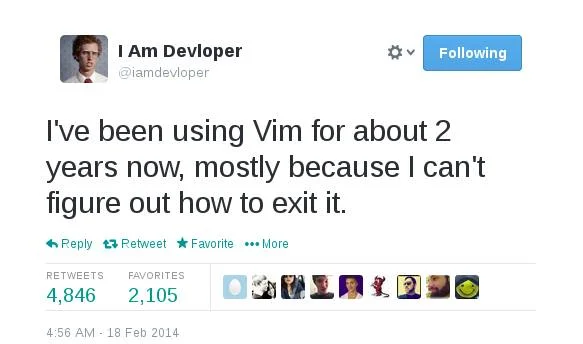 I Am Devloper
@iamdevloper
Following
I've been using Vim for about 2
years now, mostly because I can't
figure out how to exit it.
Reply Retweet Favorite More
RETWEETS FAVORITES
4,846 2,105
4:56 AM - 18 Feb 2014